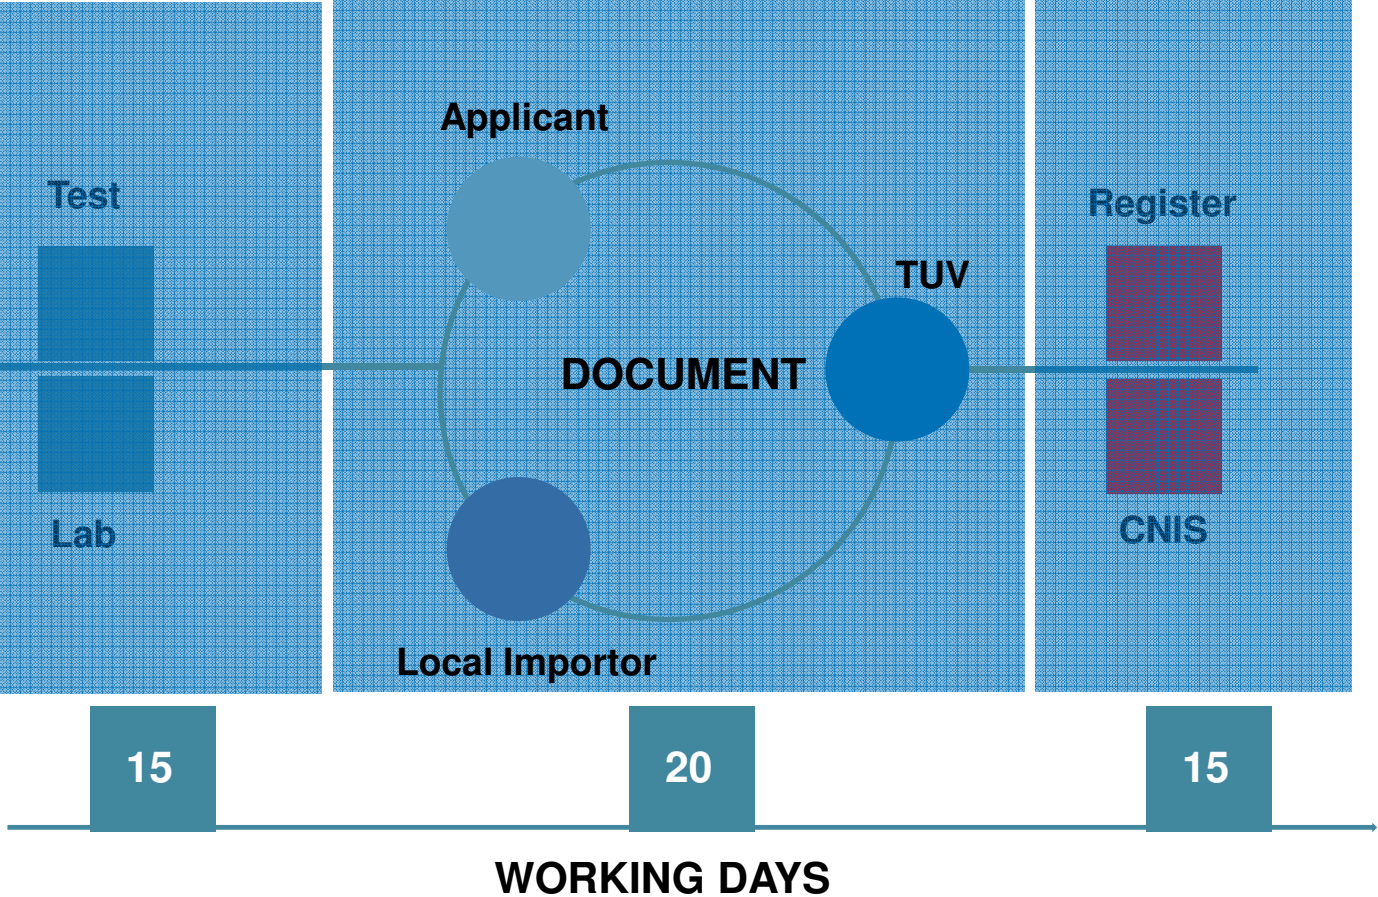 Test
Lab
Applicant
TUV
DOCUMENT
Local Importor
Register
CNIS
15
20
15
WORKING DAYS